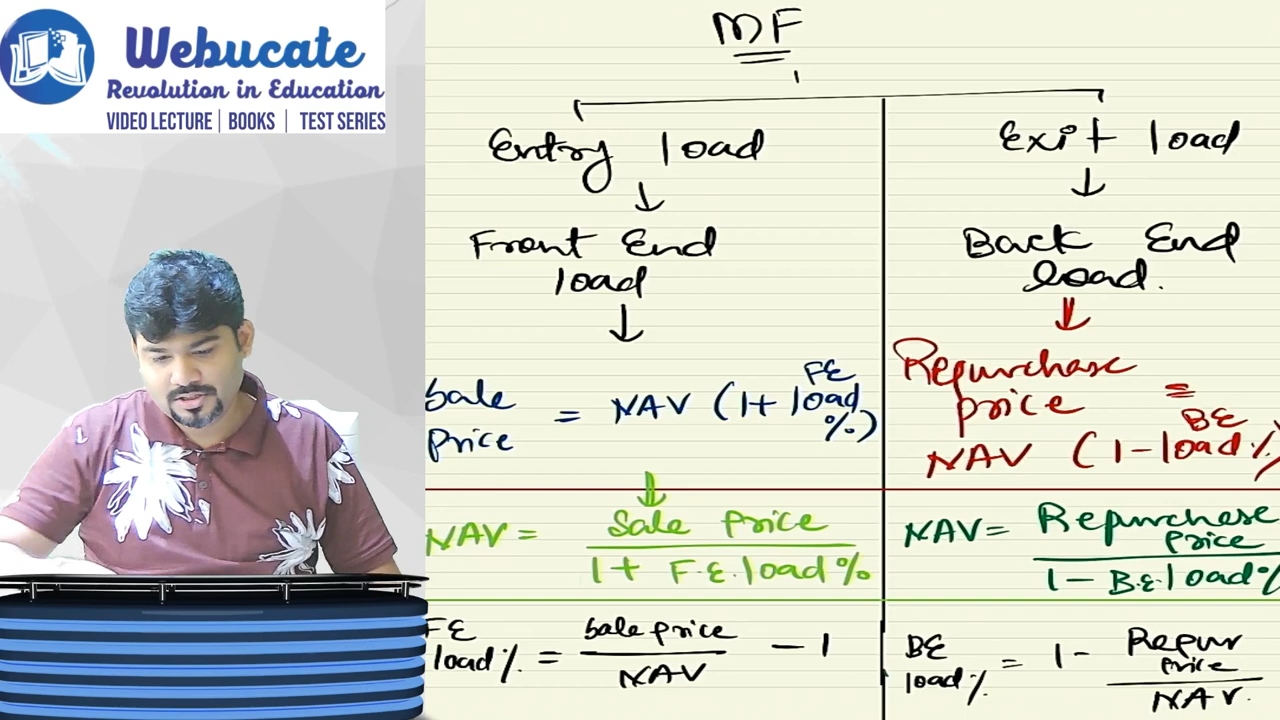 Webucate
Revolution in Education
VIDEO LECTURE | BOOKS | TEST SERIES
MF
Entry load
Front End
load
FE
Sale
Price = NAV (1 + load %)
NAV = Sale Price
1 + F.E. load %
FE
load % = Sale price
NAV
- 1
Exit load
Back End
load.
Repurchase
price =
BE
NAV (1 - load %)
NAV = Repurchase
price
1 - B.E. load %
BE
load % = 1 - Repur
price
NAV.